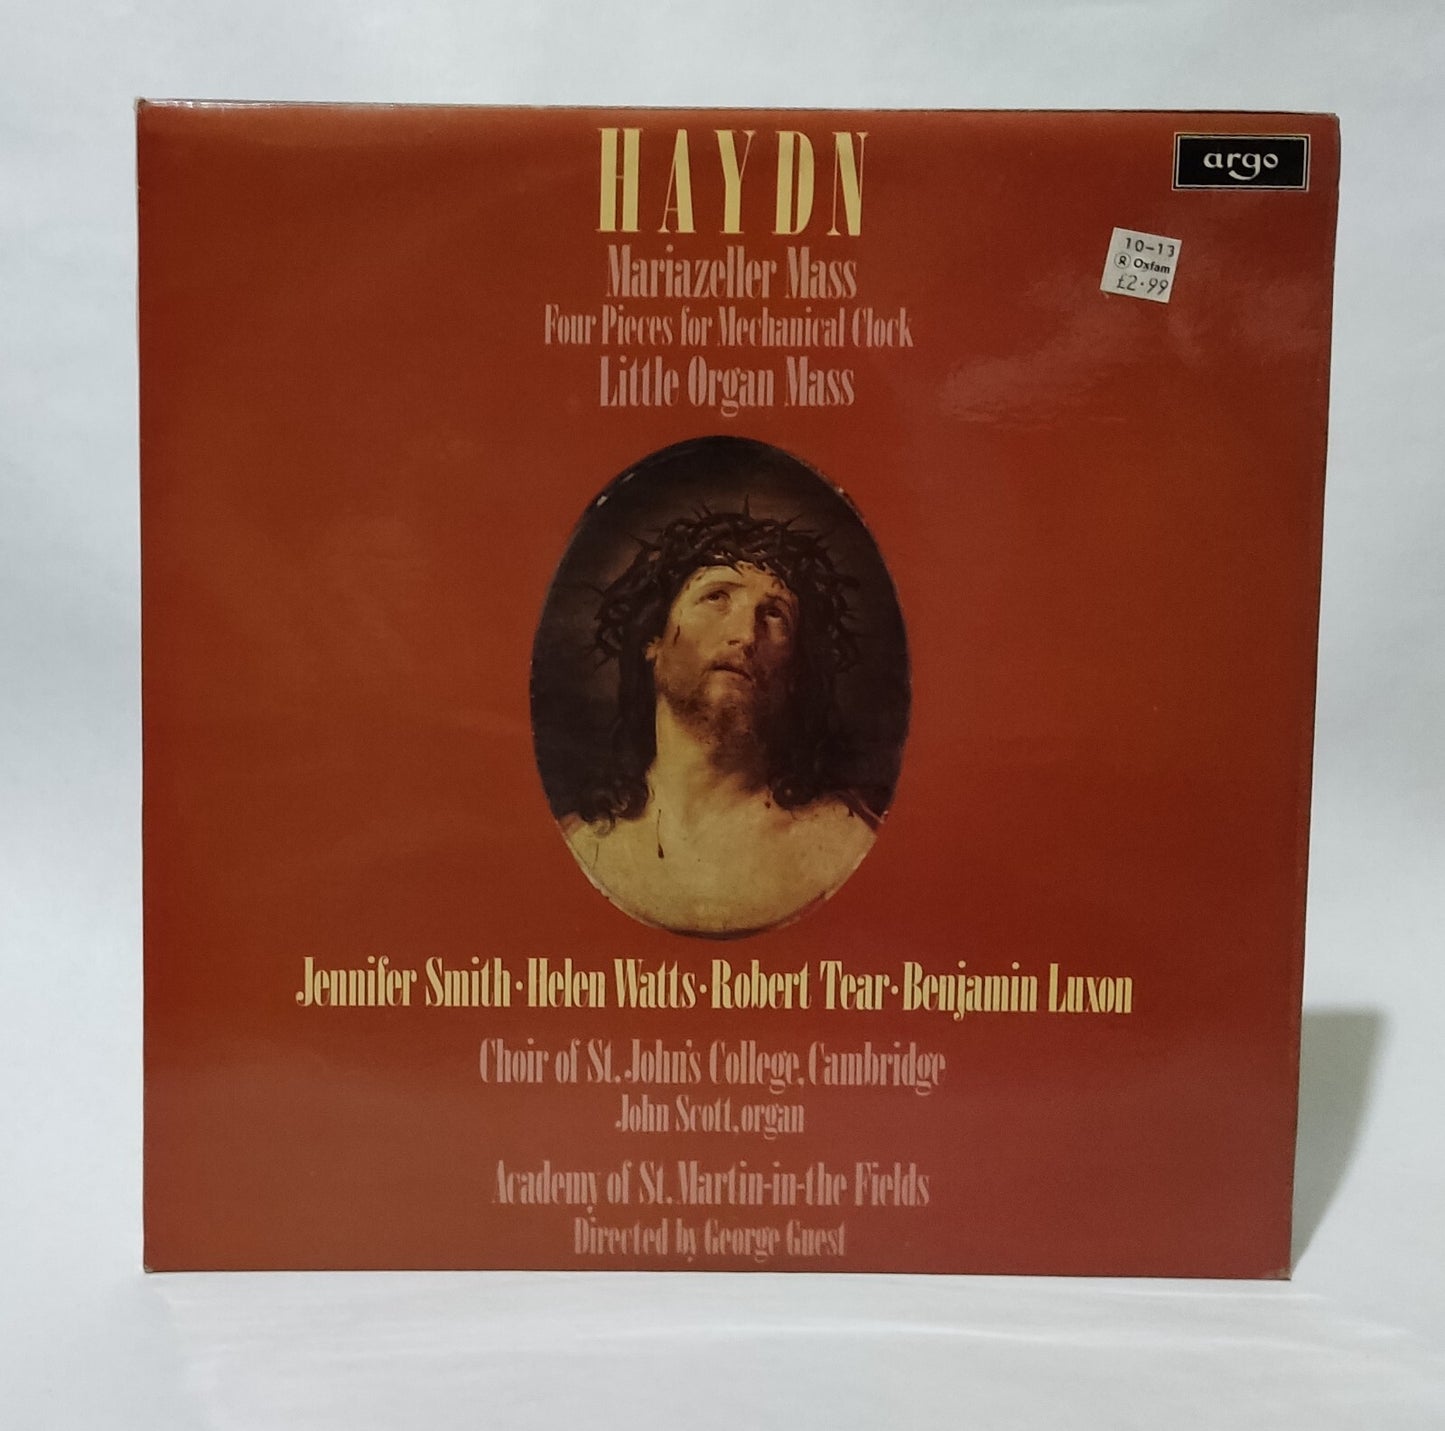 HAYDN
argo
Mariazeller Mass
10-13
Oxfam
£2·99
Four Pieces for Mechanical Clock
Little Organ Mass
Jennifer Smith·Helen Watts·Robert Tear·Benjamin Luxon
Choir of St. John's College, Cambridge
John Scott, organ
Academy of St. Martin-in-the Fields
Directed by George Guest